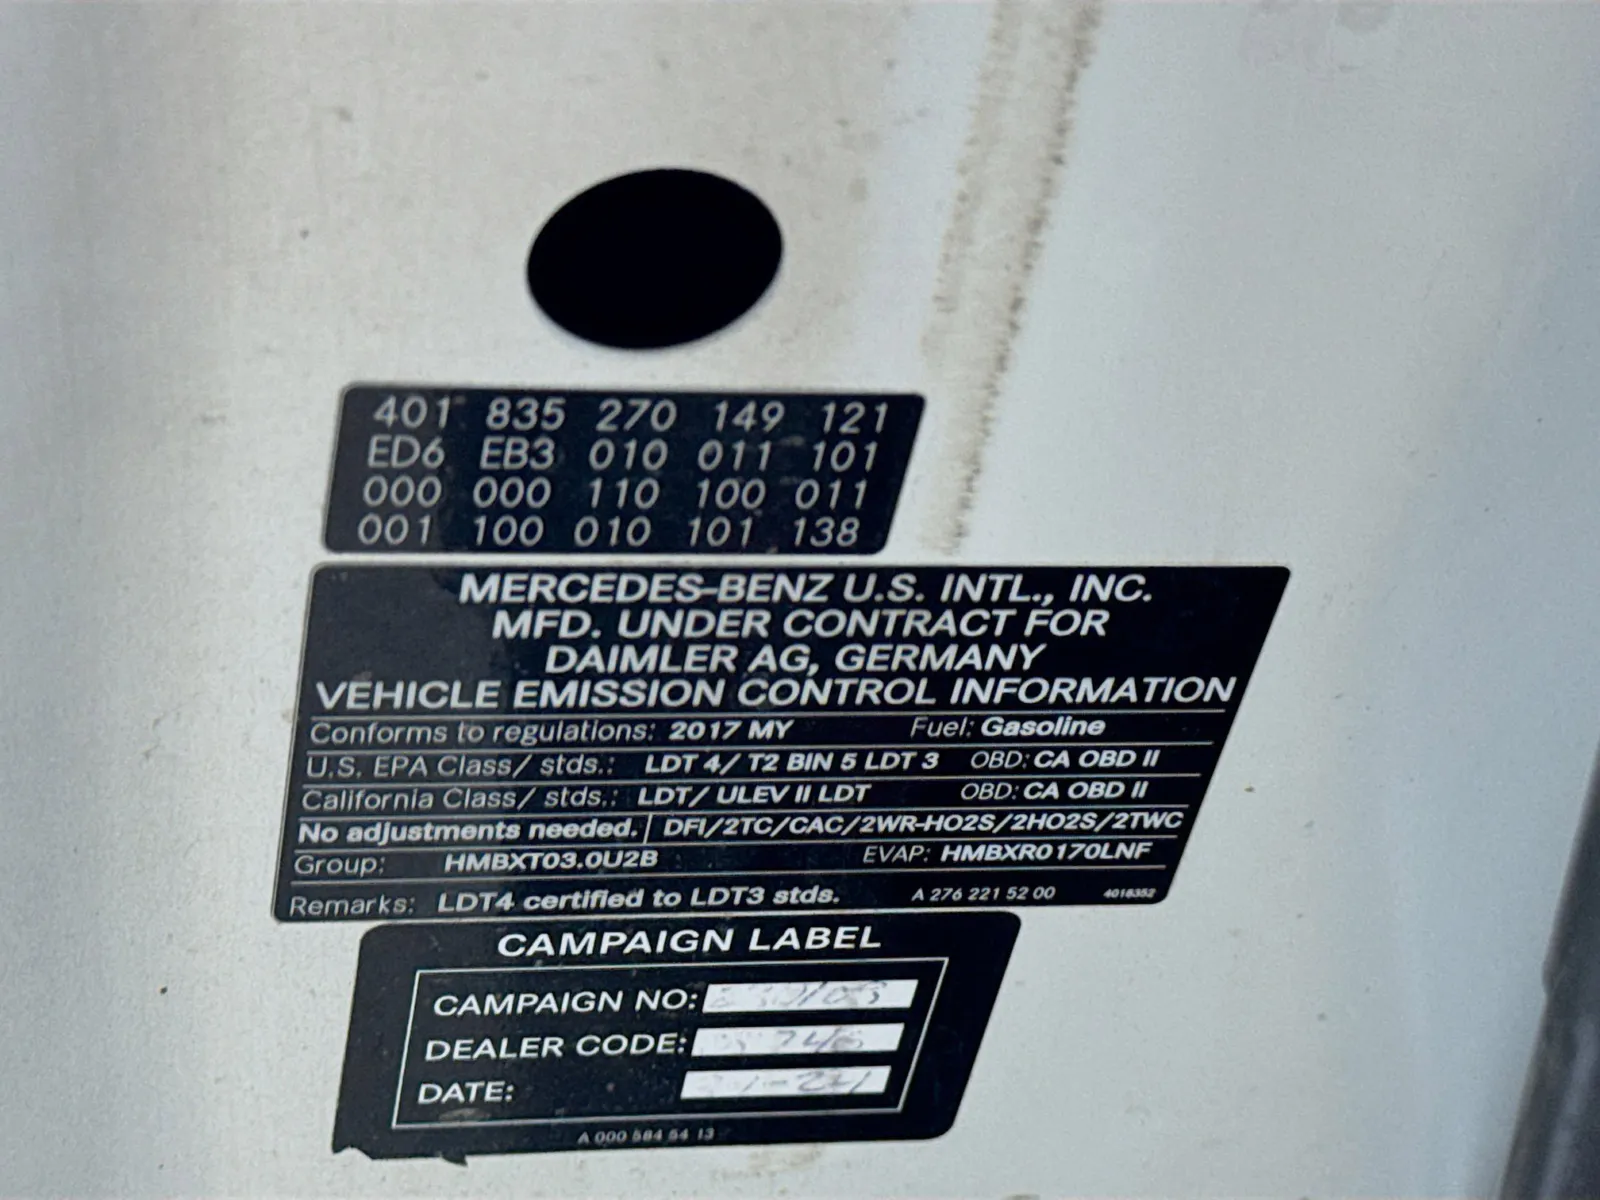 401 835 270 149 121
ED6 EB3 010 011 101
000 000 110 100 011
001 100 010 101 138
MERCEDES-BENZ U.S. INTL., INC.
MFD. UNDER CONTRACT FOR
DAIMLER AG, GERMANY
VEHICLE EMISSION CONTROL INFORMATION
Conforms to regulations: 2017 MY Fuel: Gasoline
U.S. EPA Class/ stds.: LDT 4/ T2 BIN 5 LDT 3 OBD: CA OBD II
California Class/ stds.: LDT/ ULEV II LDT OBD: CA OBD II
No adjustments needed. DFI/2TC/CAC/2WR-HO2S/2HO2S/2TWC
Group: HMBXT03.0U2B EVAP: HMBXR0170LNF
Remarks: LDT4 certified to LDT3 stds. A 276 221 52 00 4018352
CAMPAIGN LABEL
CAMPAIGN NO:
DEALER CODE:
DATE:
A 000 584 54 13